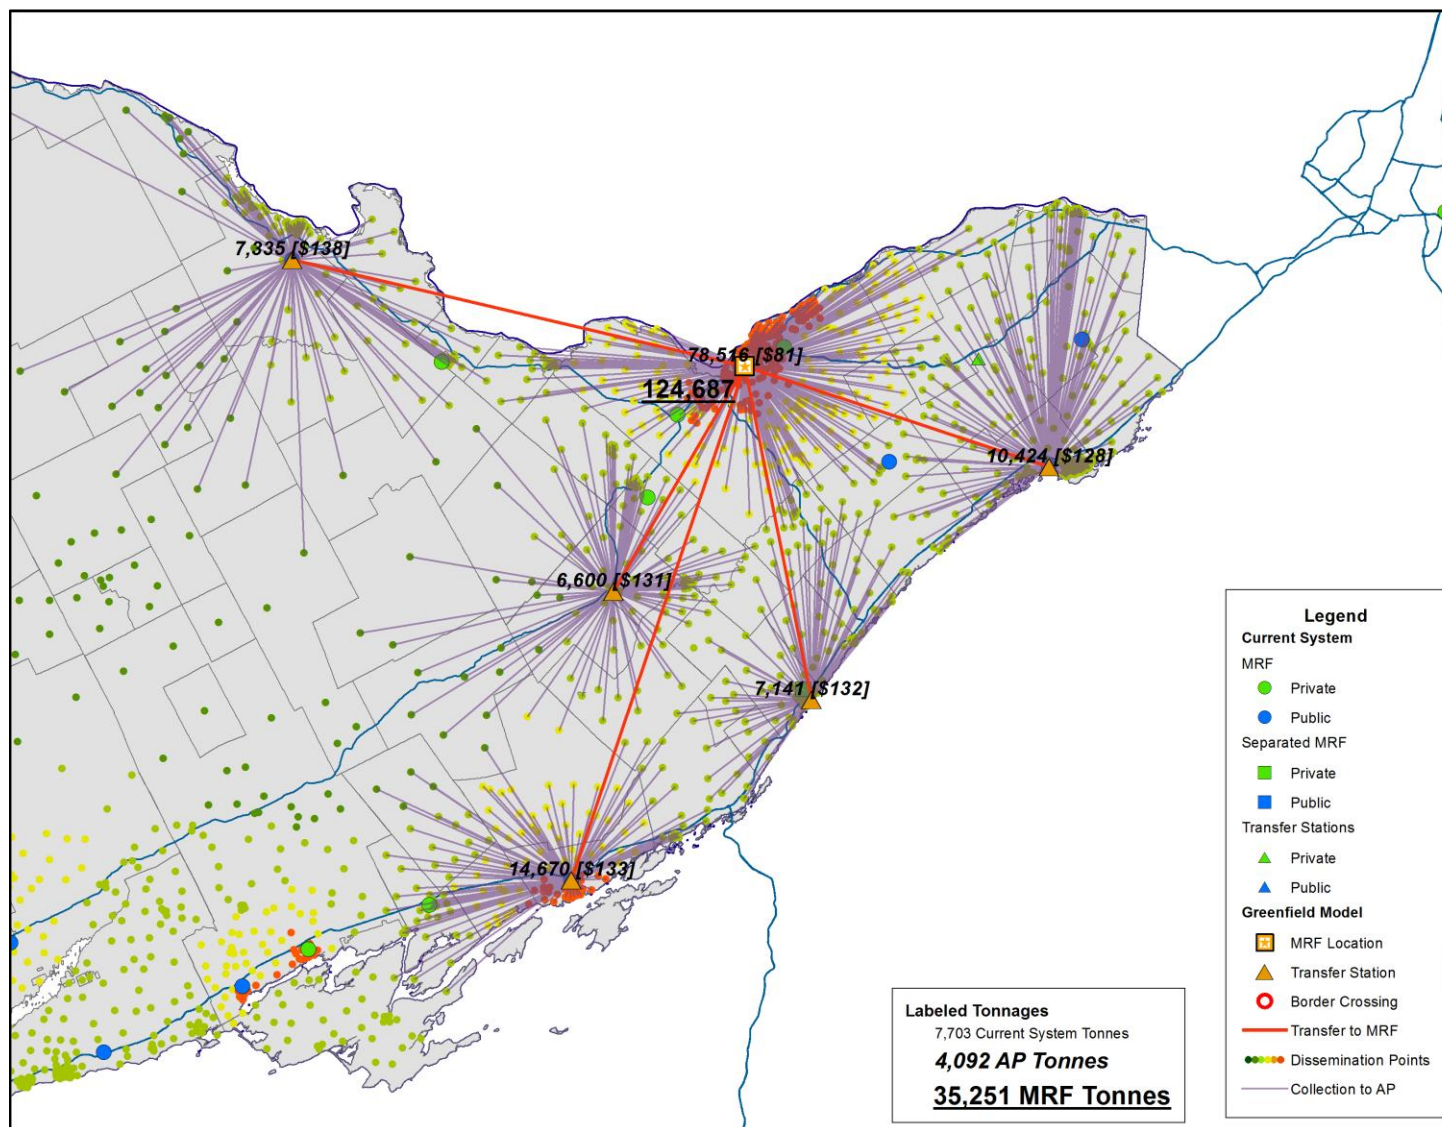 7,335 [$138]
78,516 [$81]
124,687
10,424 [$128]
6,600 [$131]
7,141 [$132]
14,670 [$133]
Legend
Current System
MRF
Private
Public
Separated MRF
Private
Public
Transfer Stations
Private
Public
Greenfield Model
MRF Location
Transfer Station
Border Crossing
Transfer to MRF
Dissemination Points
Collection to AP
Labeled Tonnages
7,703 Current System Tonnes
4,092 AP Tonnes
35,251 MRF Tonnes